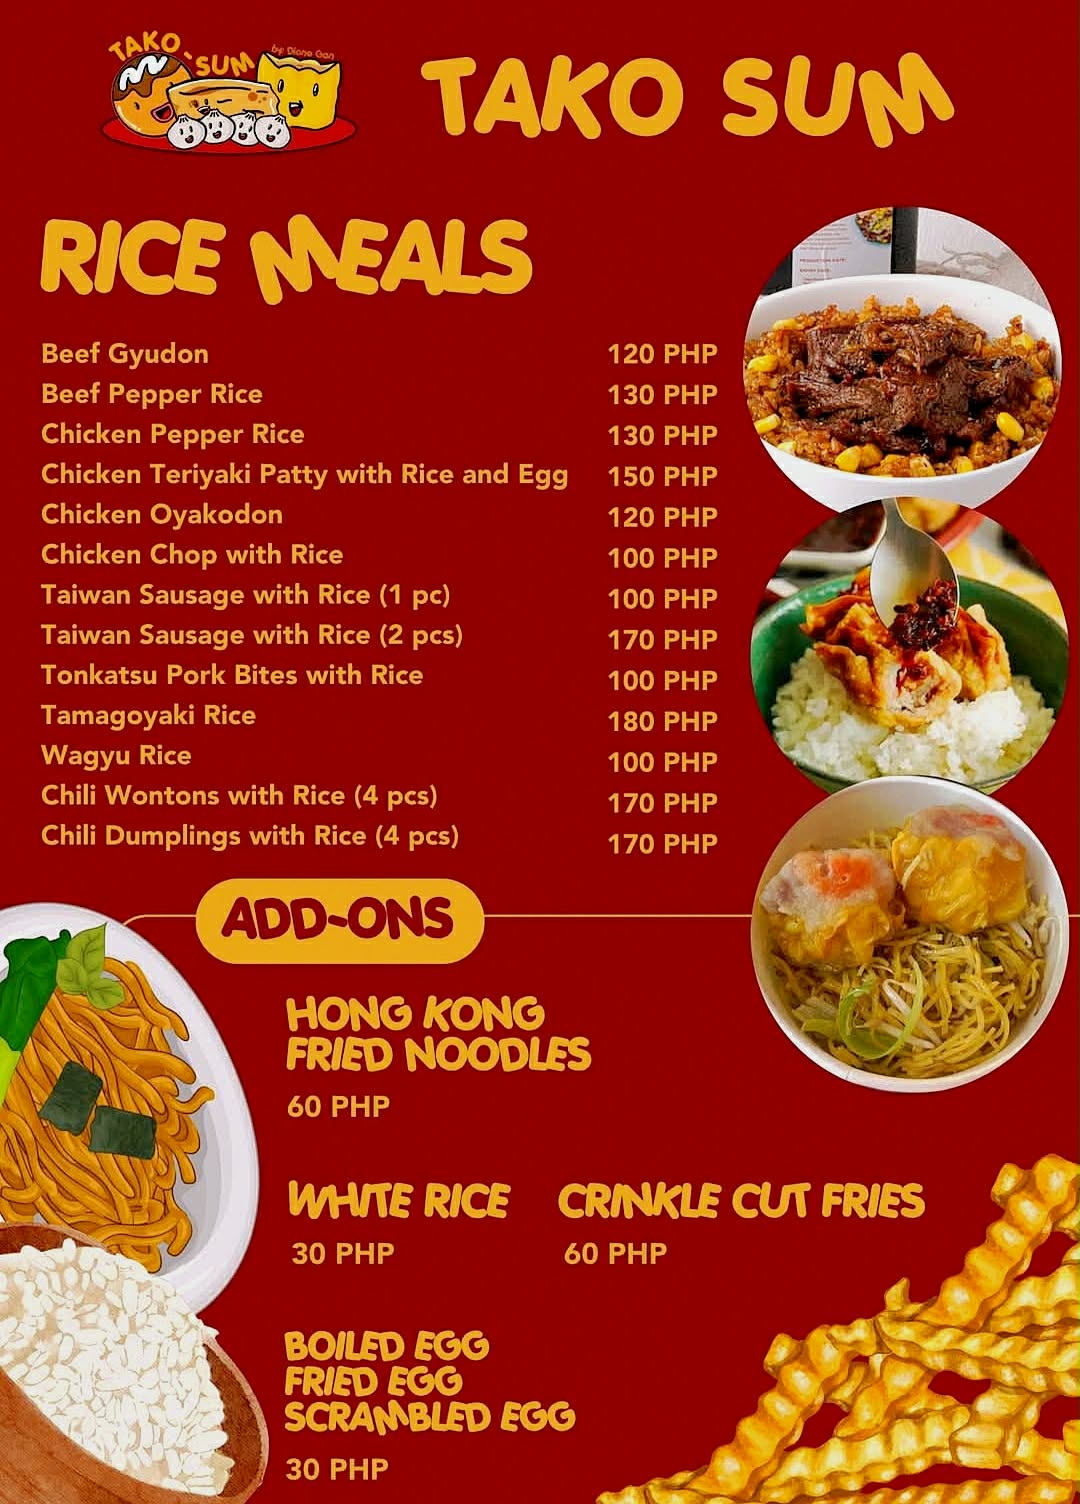 TAKO-SUM
by: Diane Gan
TAKO SUM
RICE MEALS
Beef Gyudon 120 PHP
Beef Pepper Rice 130 PHP
Chicken Pepper Rice 130 PHP
Chicken Teriyaki Patty with Rice and Egg 150 PHP
Chicken Oyakodon 120 PHP
Chicken Chop with Rice 100 PHP
Taiwan Sausage with Rice (1 pc) 100 PHP
Taiwan Sausage with Rice (2 pcs) 170 PHP
Tonkatsu Pork Bites with Rice 100 PHP
Tamagoyaki Rice 180 PHP
Wagyu Rice 100 PHP
Chili Wontons with Rice (4 pcs) 170 PHP
Chili Dumplings with Rice (4 pcs) 170 PHP
ADD-ONS
HONG KONG
FRIED NOODLES
60 PHP
WHITE RICE CRINKLE CUT FRIES
30 PHP 60 PHP
BOILED EGG
FRIED EGG
SCRAMBLED EGG
30 PHP